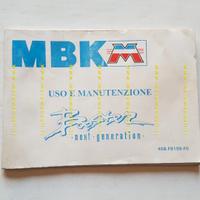 MBK
USO E MANUTENZIONE
Booster
-next generation-